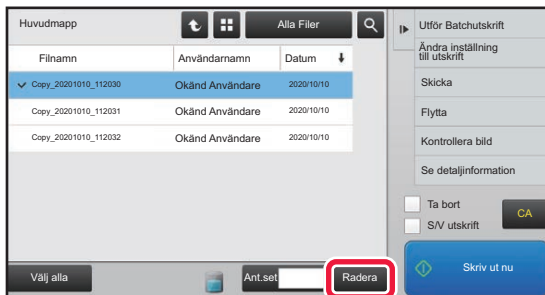 Huvudmapp
Alla Filer
Filnamn Användarnamn Datum
Copy_20201010_112030 Okänd Användare 2020/10/10
Copy_20201010_112031 Okänd Användare 2020/10/10
Copy_20201010_112032 Okänd Användare 2020/10/10
Välj alla
Ant.set
Radera
Utför Batchutskrift
Ändra inställning
till utskrift
Skicka
Flytta
Kontrollera bild
Se detaljinformation
Ta bort
S/V utskrift
CA
Skriv ut nu